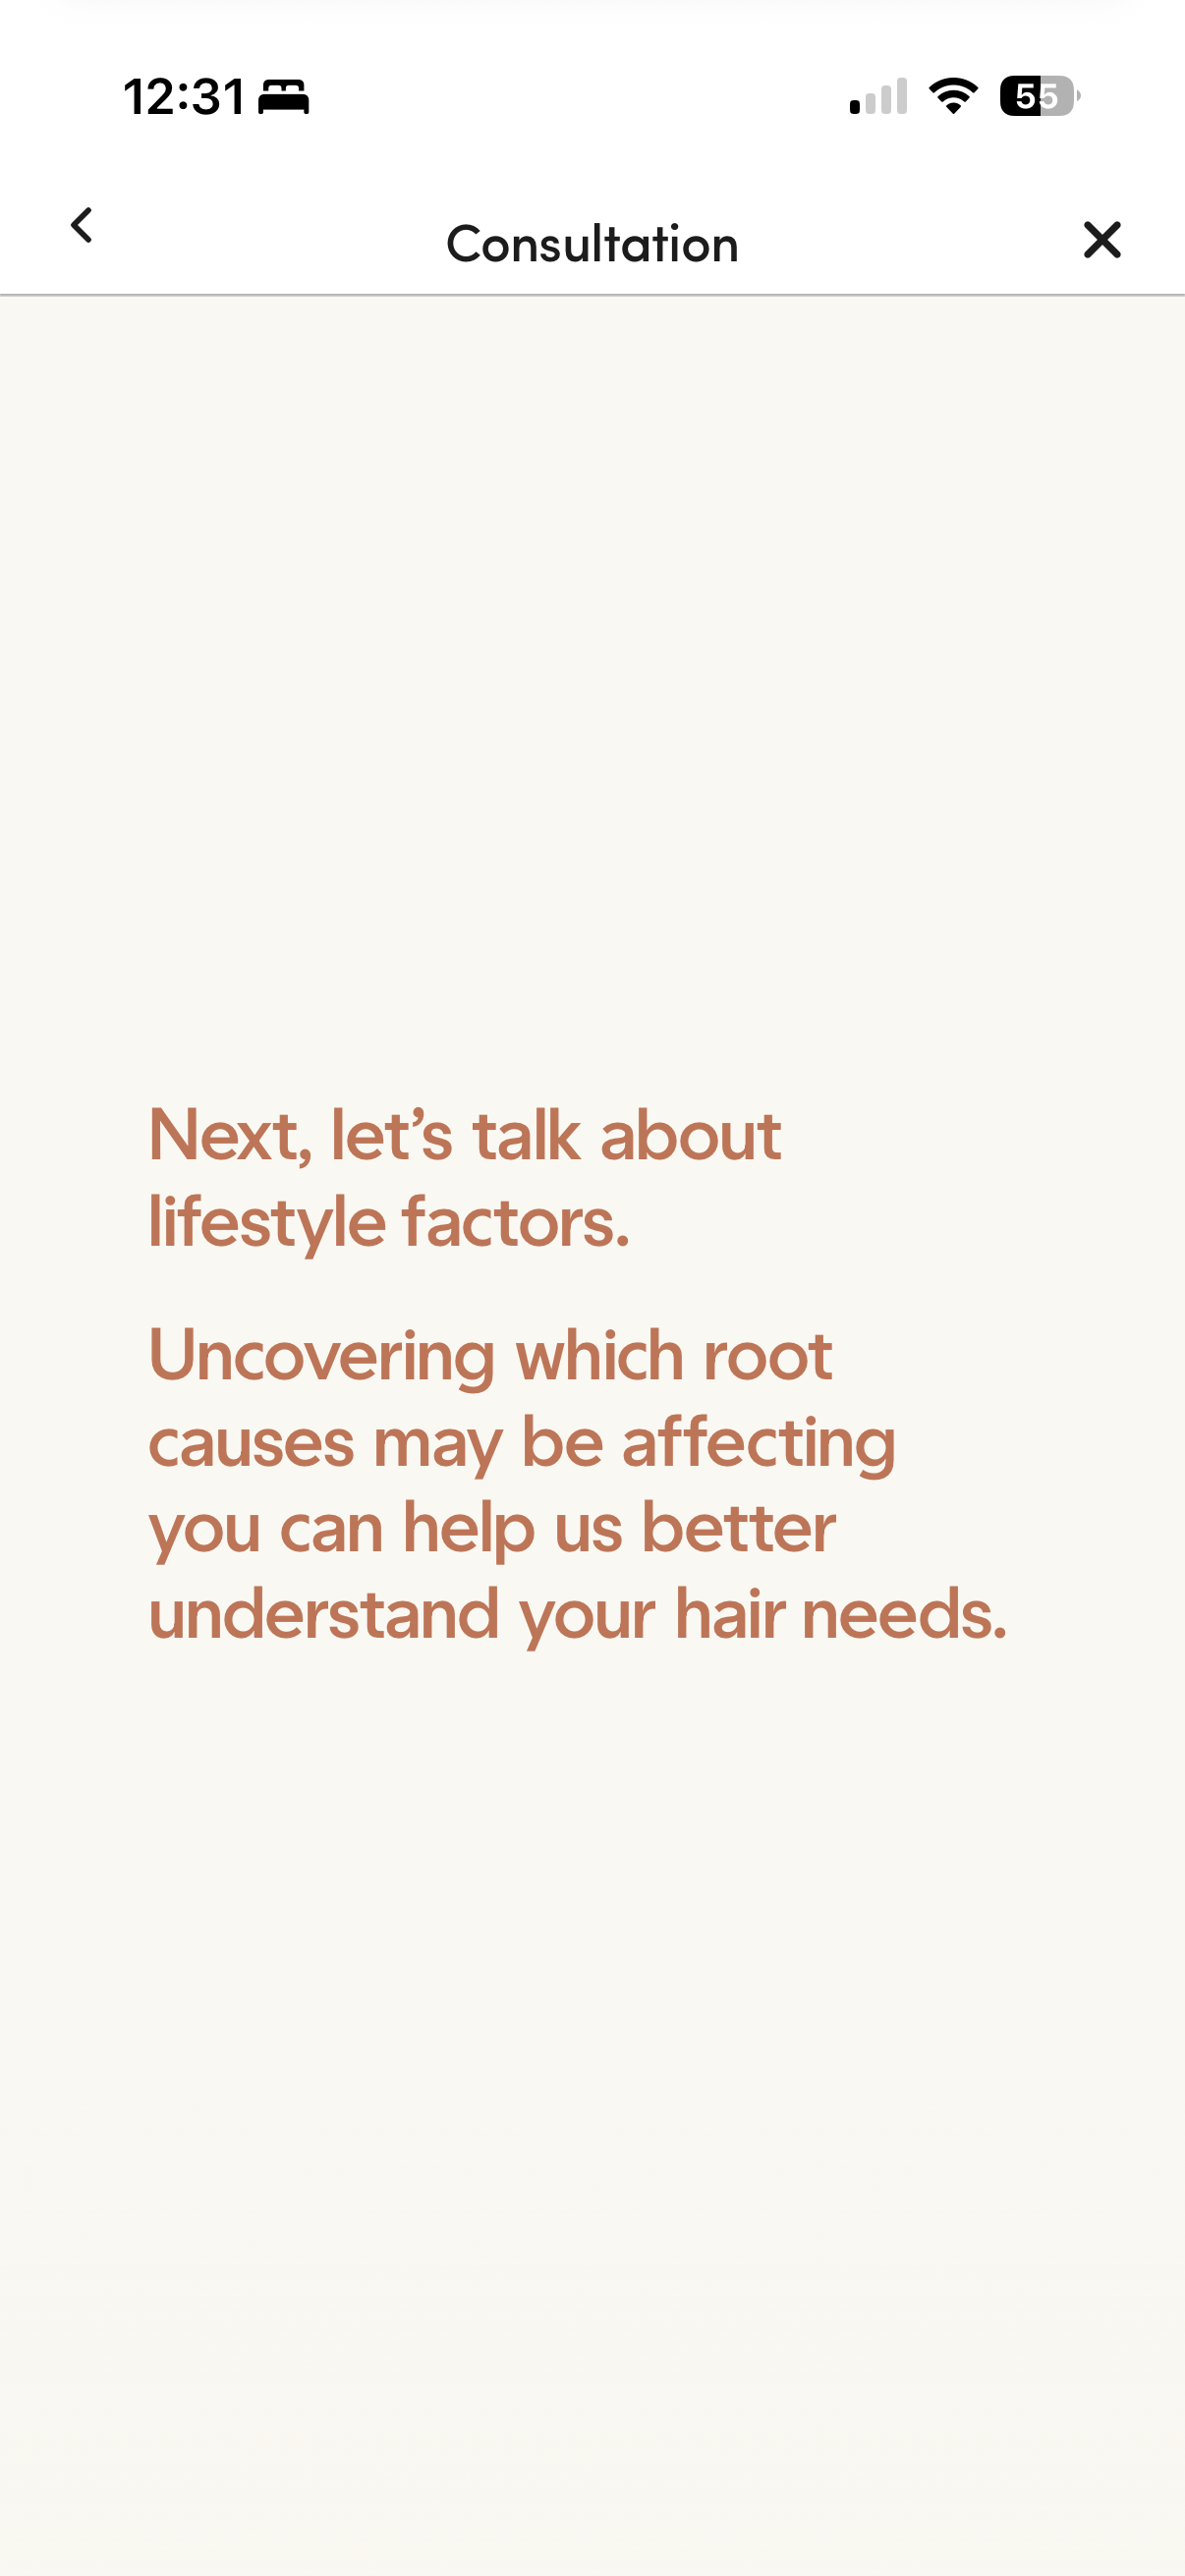 12:31
55
Consultation
Next, let’s talk about
lifestyle factors.
Uncovering which root
causes may be affecting
you can help us better
understand your hair needs.